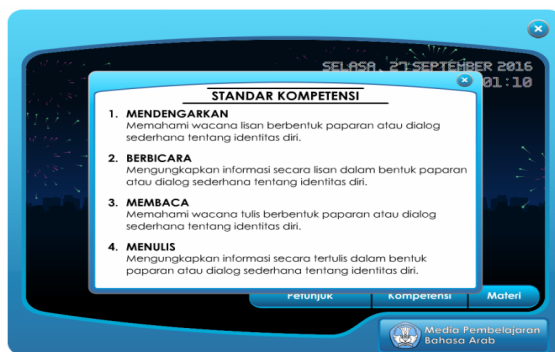 SELASA, 27 SEPTEMBER 2016
01:10
STANDAR KOMPETENSI
1. MENDENGARKAN
Memahami wacana lisan berbentuk paparan atau dialog
sederhana tentang identitas diri.
2. BERBICARA
Mengungkapkan informasi secara lisan dalam bentuk paparan
atau dialog sederhana tentang identitas diri.
3. MEMBACA
Memahami wacana tulis berbentuk paparan atau dialog
sederhana tentang identitas diri.
4. MENULIS
Mengungkapkan informasi secara tertulis dalam bentuk
paparan atau dialog sederhana tentang identitas diri.
Petunjuk Kompetensi Materi
Media Pembelajaran
Bahasa Arab